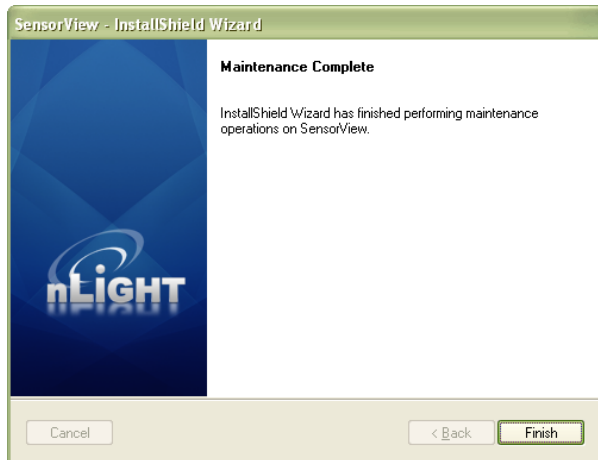 SensorView - InstallShield Wizard
Maintenance Complete
InstallShield Wizard has finished performing maintenance
operations on SensorView.
nLIGHT
Cancel
< Back
Finish